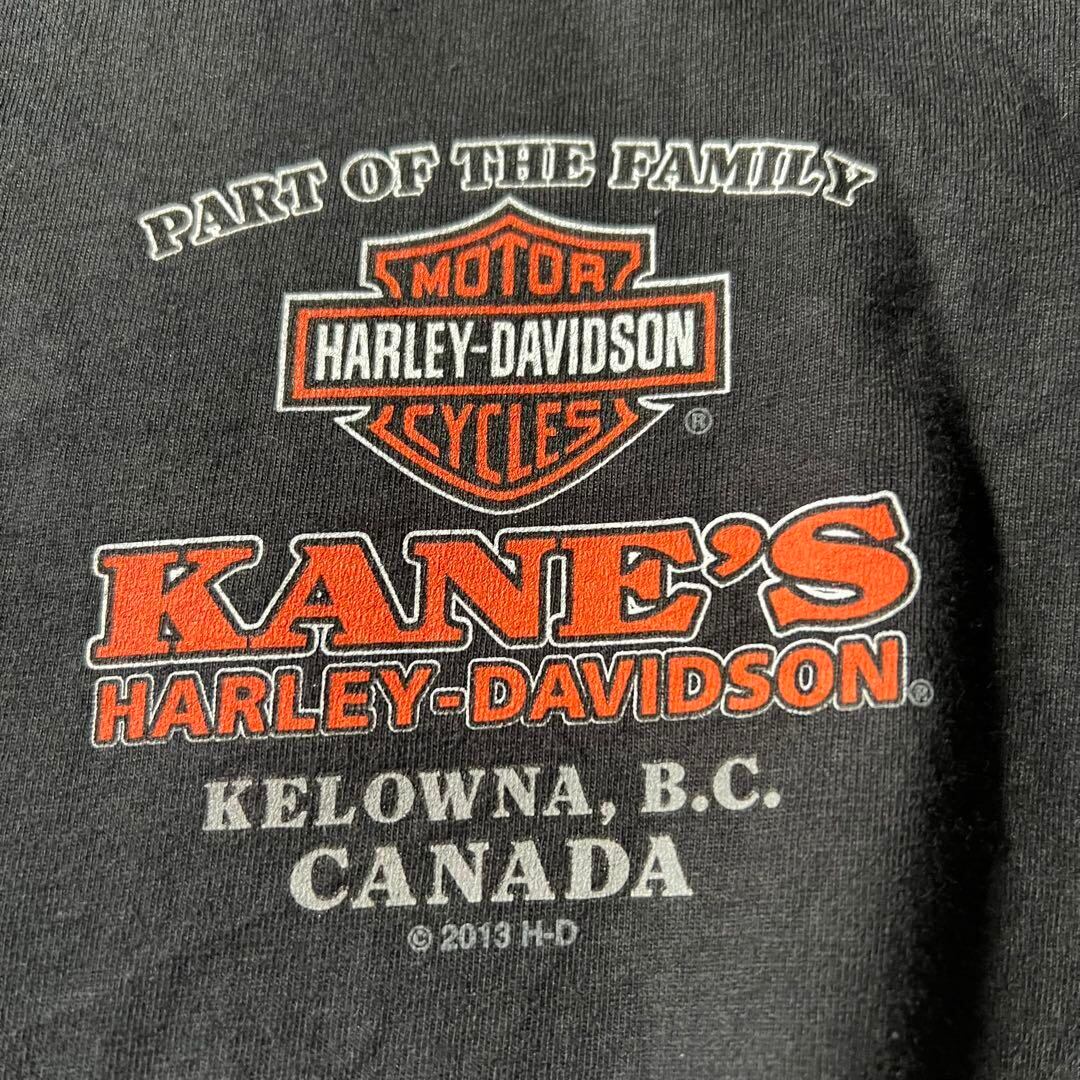 PART OF THE FAMILY
MOTOR
HARLEY-DAVIDSON
CYCLES ®
KANE'S
HARLEY-DAVIDSON®
KELOWNA, B.C.
CANADA
© 2013 H-D